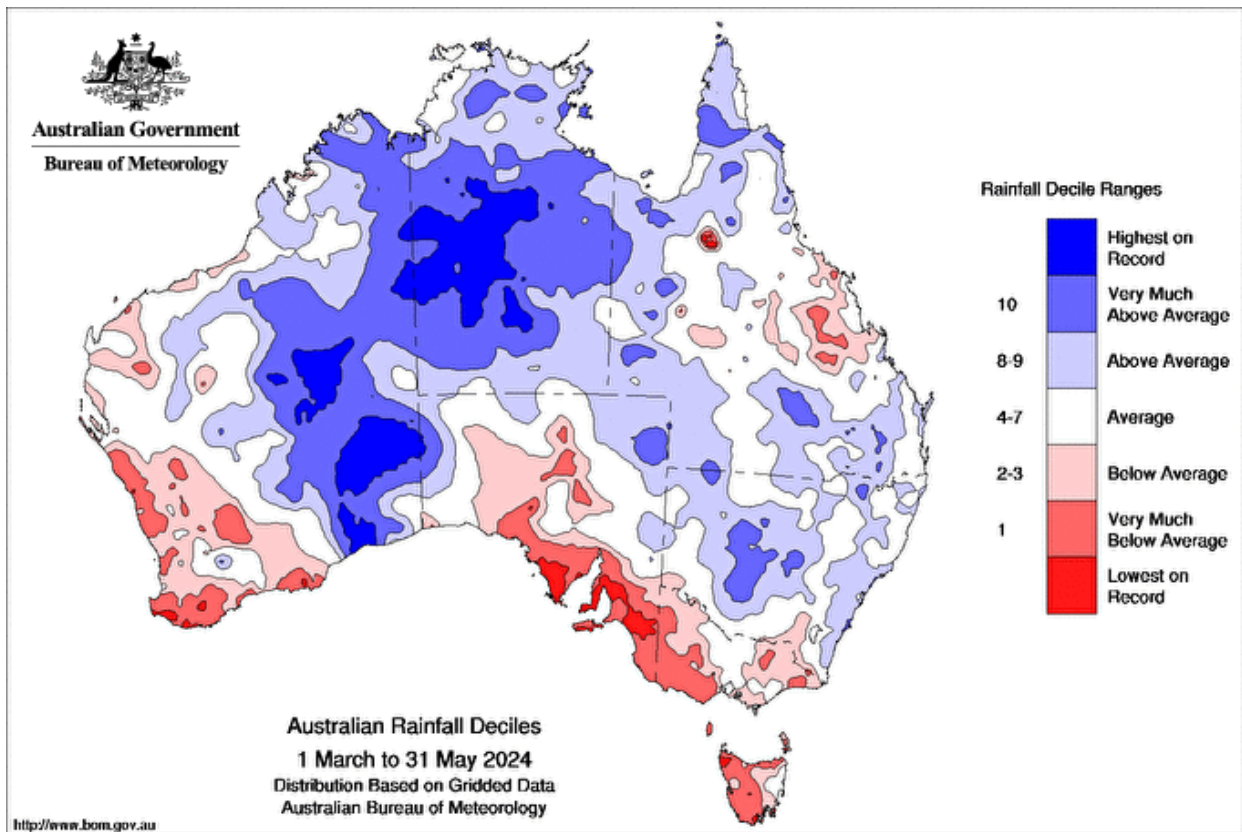 Australian Government
Bureau of Meteorology
Rainfall Decile Ranges
Highest on
Record
10
Very Much
Above Average
8-9
Above Average
4-7
Average
2-3
Below Average
1
Very Much
Below Average
Lowest on
Record
Australian Rainfall Deciles
1 March to 31 May 2024
Distribution Based on Gridded Data
Australian Bureau of Meteorology
http://www.bom.gov.au